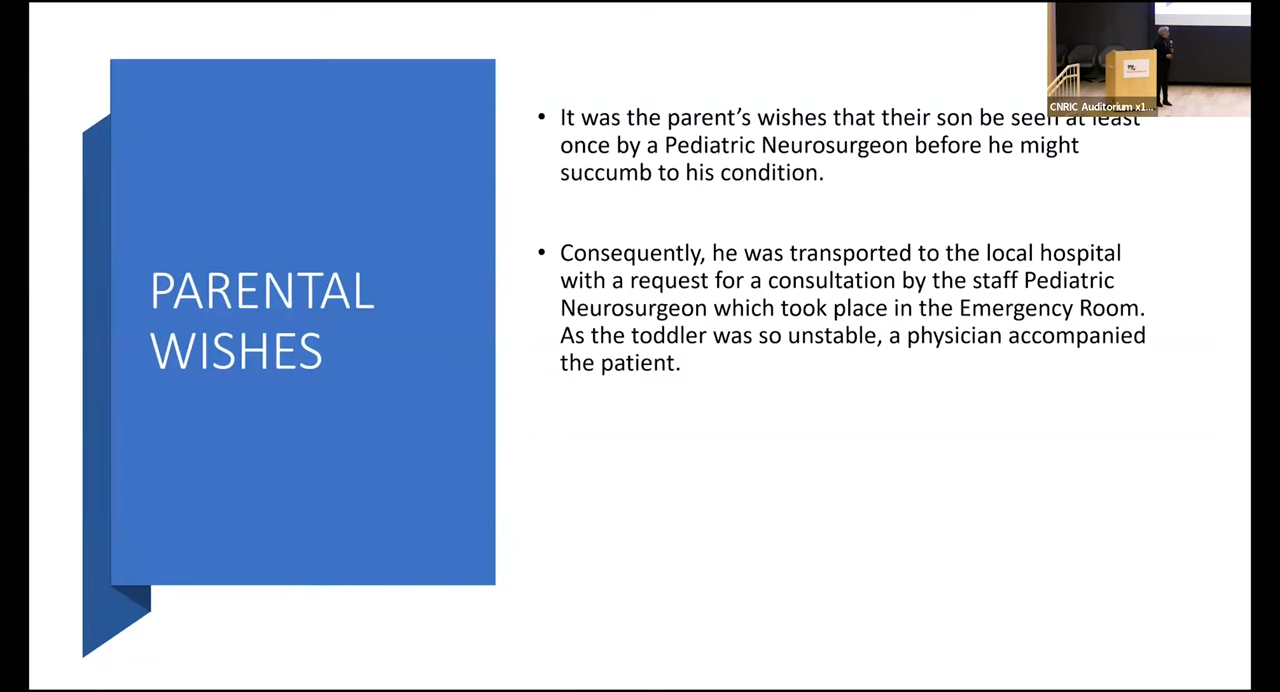 PARENTAL
WISHES
• It was the parent’s wishes that their son be seen at least
once by a Pediatric Neurosurgeon before he might
succumb to his condition.
• Consequently, he was transported to the local hospital
with a request for a consultation by the staff Pediatric
Neurosurgeon which took place in the Emergency Room.
As the toddler was so unstable, a physician accompanied
the patient.
CNRIC Auditorium x1...